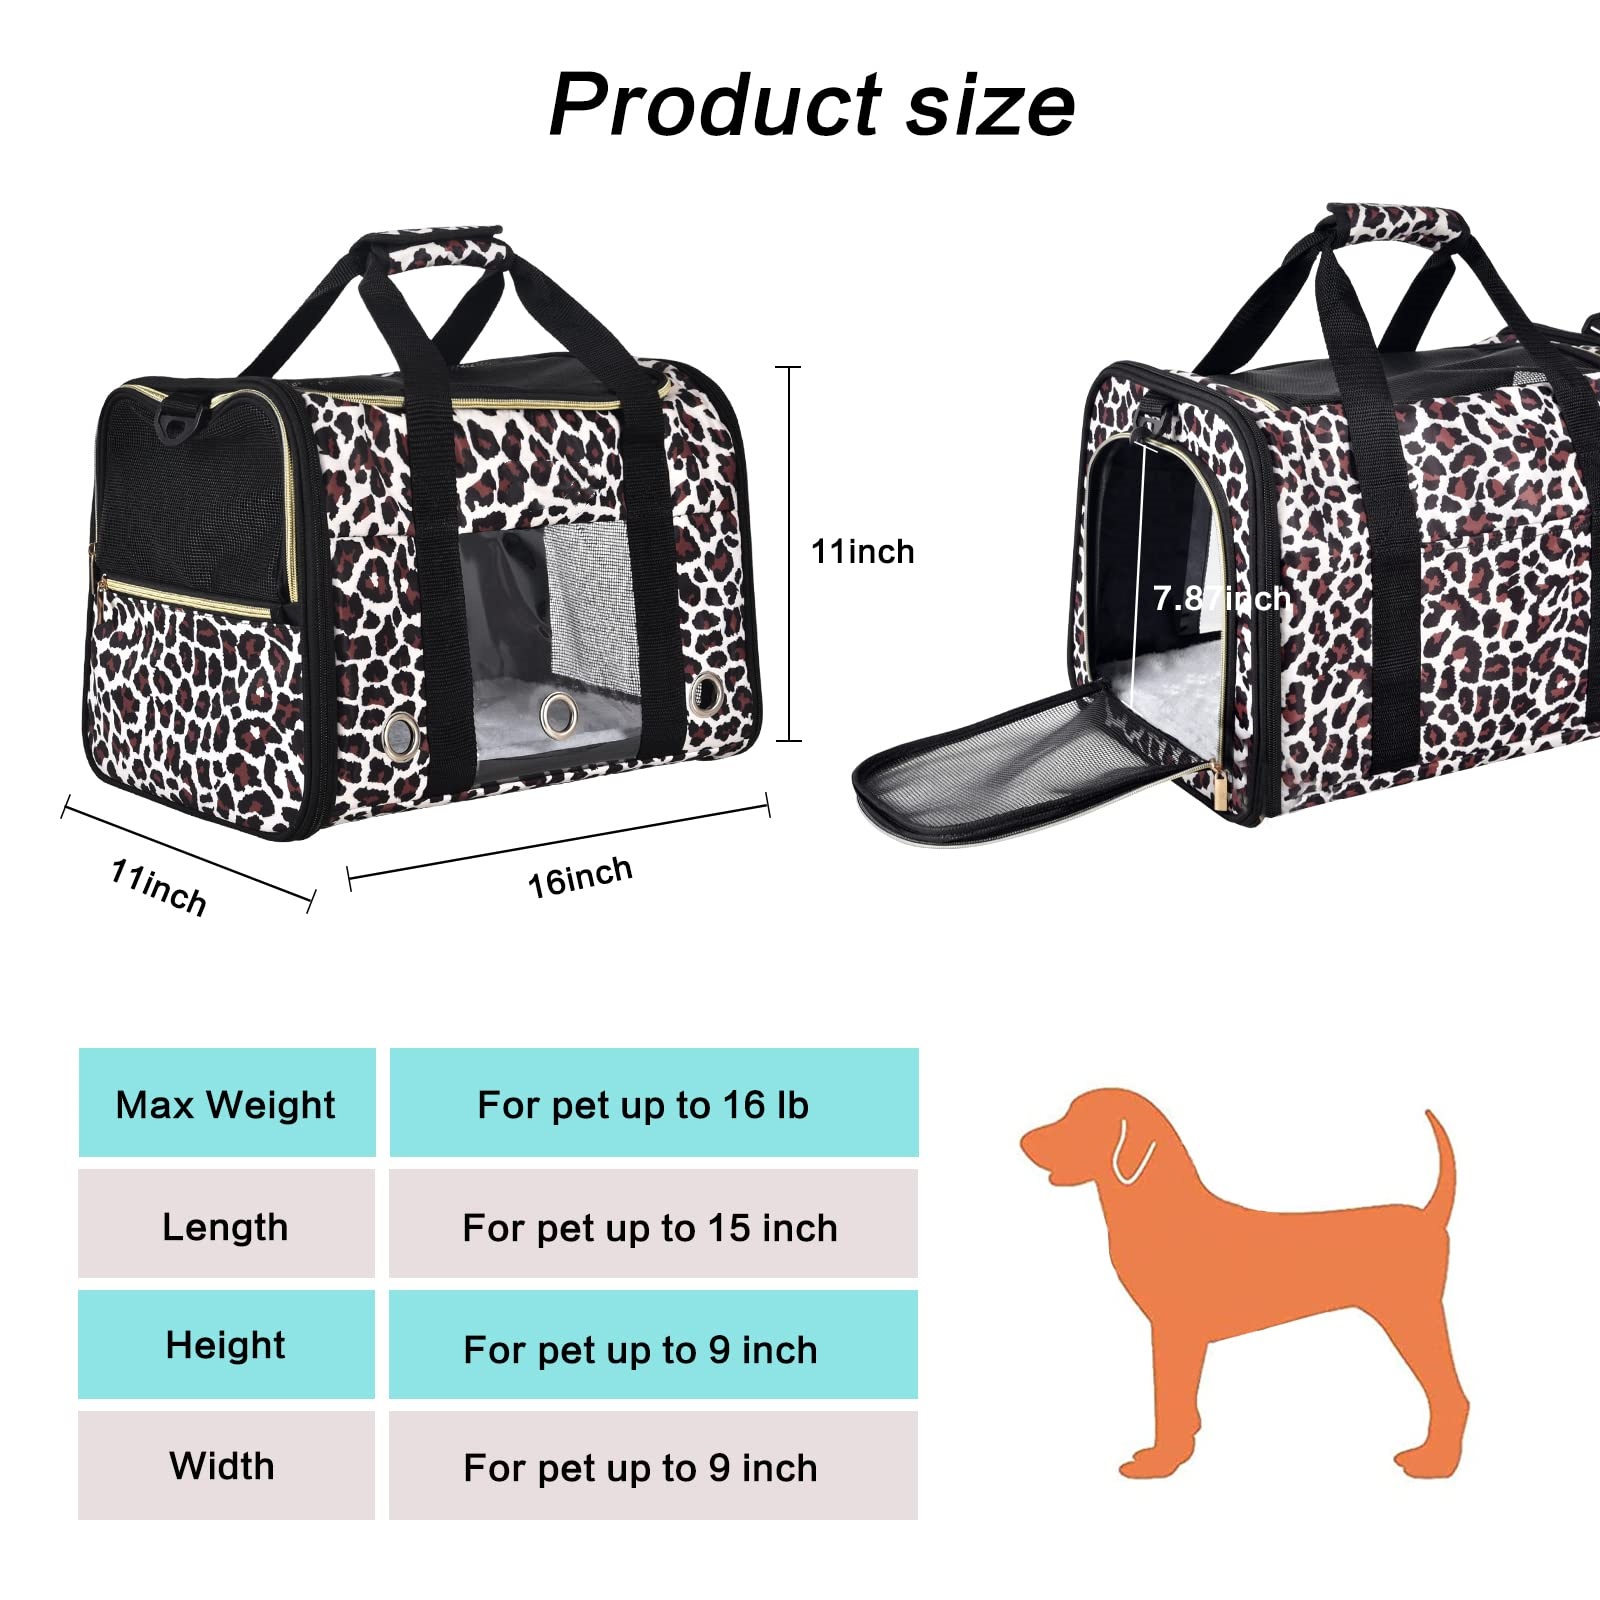 Product size
11inch
7.87inch
11inch
16inch
Max Weight
For pet up to 16 lb
Length
For pet up to 15 inch
Height
For pet up to 9 inch
Width
For pet up to 9 inch